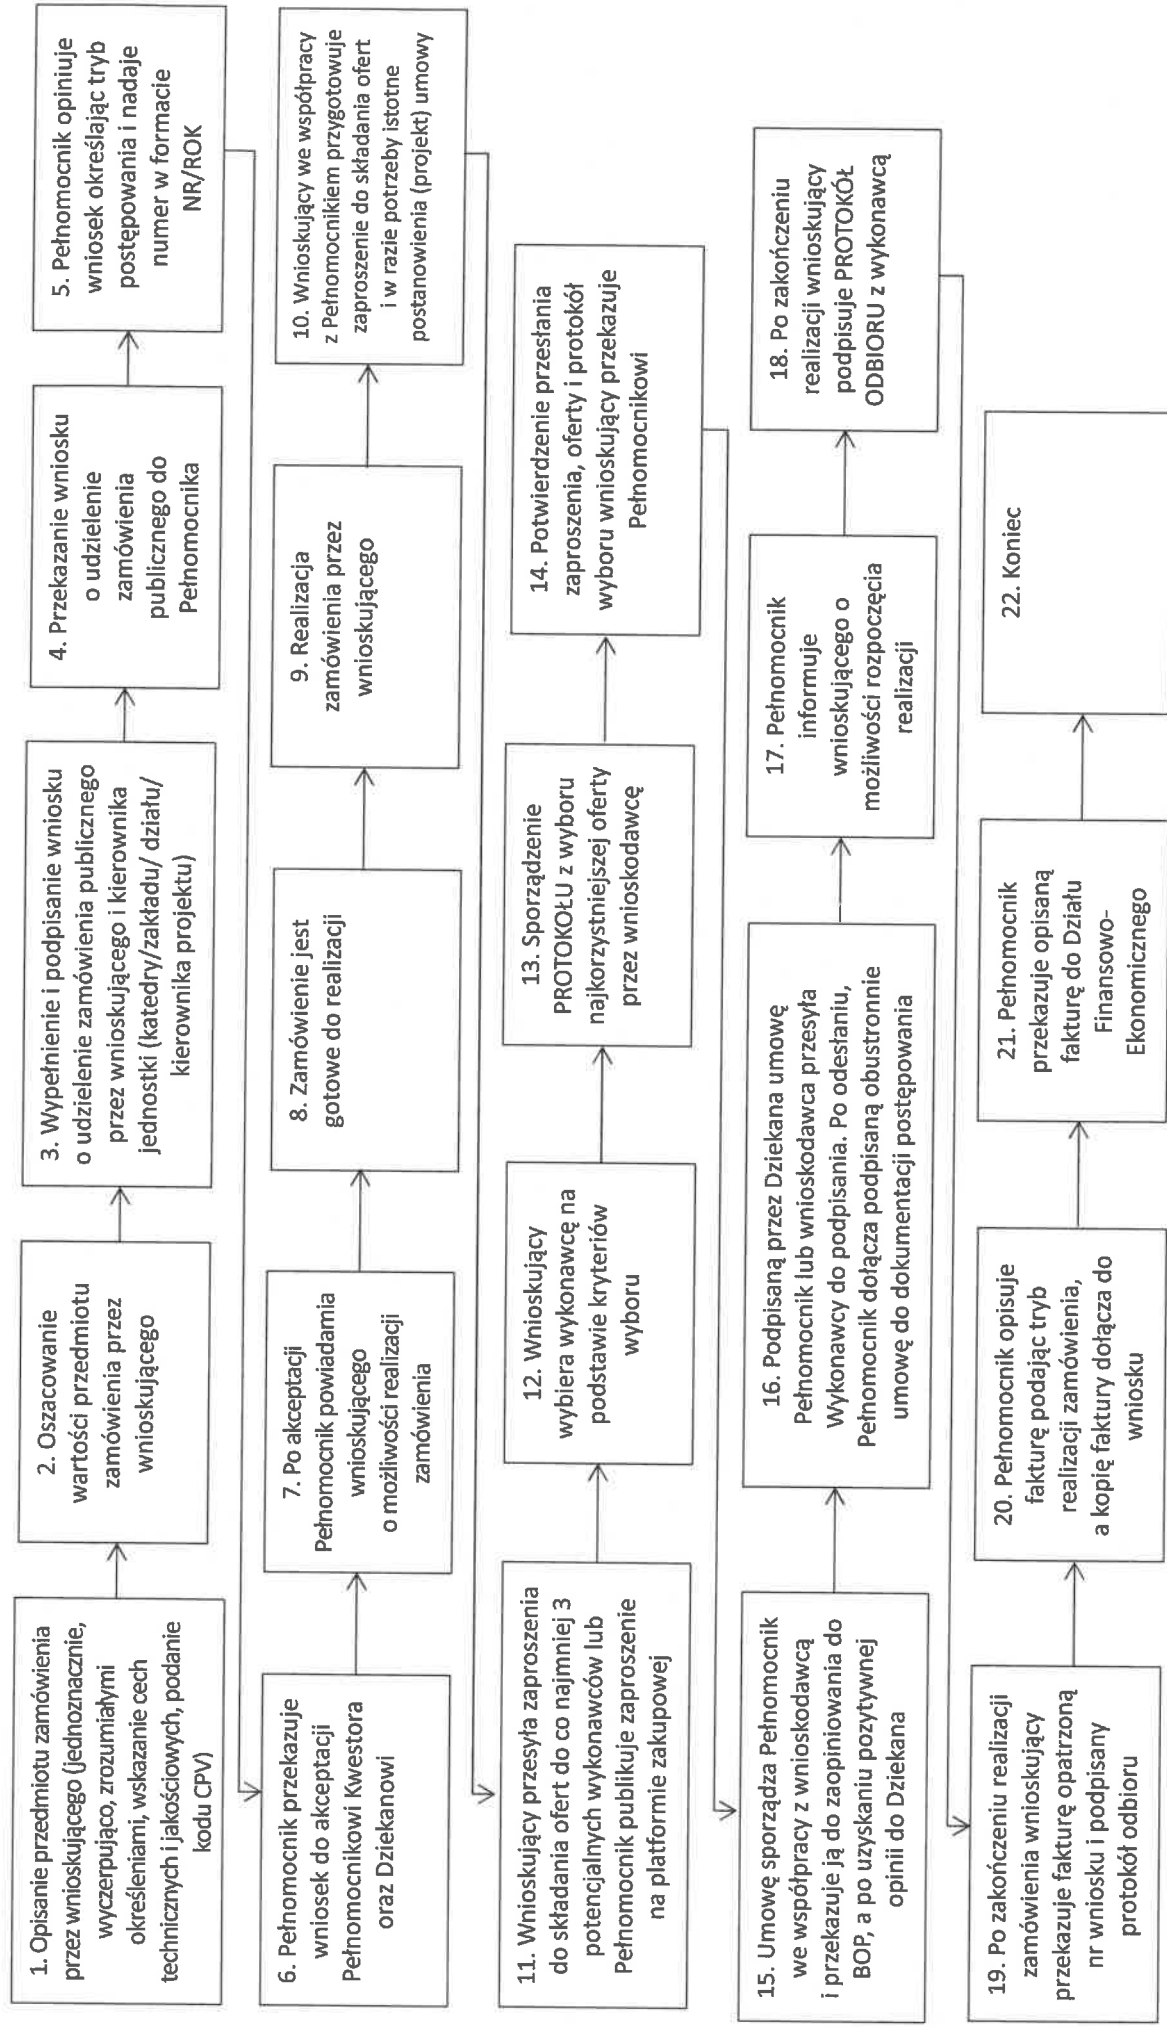 1. Opisanie przedmiotu zamówienia
przez wnioskującego (jednoznacznie,
wyczerpująco, zrozumiałymi
określeniami, wskazanie cech
technicznych i jakościowych, podanie
kodu CPV)
2. Oszacowanie
wartości przedmiotu
zamówienia przez
wnioskującego
3. Wypełnienie i podpisanie wniosku
o udzielenie zamówienia publicznego
przez wnioskującego i kierownika
jednostki (katedry/zakładu/ działu/
kierownika projektu)
4. Przekazanie wniosku
o udzielenie
zamówienia
publicznego do
Pełnomocnika
5. Pełnomocnik opiniuje
wniosek określając tryb
postępowania i nadaje
numer w formacie
NR/ROK
6. Pełnomocnik przekazuje
wniosek do akceptacji
Pełnomocnikowi Kwestora
oraz Dziekanowi
7. Po akceptacji
Pełnomocnik powiadamia
wnioskującego
o możliwości realizacji
zamówienia
8. Zamówienie jest
gotowe do realizacji
9. Realizacja
zamówienia przez
wnioskującego
10. Wnioskujący we współpracy
z Pełnomocnikiem przygotowuje
zaproszenie do składania ofert
i w razie potrzeby istotne
postanowienia (projekt) umowy
11. Wnioskujący przesyła zaproszenia
do składania ofert do co najmniej 3
potencjalnych wykonawców lub
Pełnomocnik publikuje zaproszenie
na platformie zakupowej
12. Wnioskujący
wybiera wykonawcę na
podstawie kryteriów
wyboru
13. Sporządzenie
PROTOKOŁU z wyboru
najkorzystniejszej oferty
przez wnioskodawcę
14. Potwierdzenie przesłania
zaproszenia, oferty i protokół
wyboru wnioskujący przekazuje
Pełnomocnikowi
15. Umowę sporządza Pełnomocnik
we współpracy z wnioskodawcą
i przekazuje ją do zaopiniowania do
BOP, a po uzyskaniu pozytywnej
opinii do Dziekana
16. Podpisaną przez Dziekana umowę
Pełnomocnik lub wnioskodawca przesyła
Wykonawcy do podpisania. Po odesłaniu,
Pełnomocnik dołącza podpisaną obustronnie
umowę do dokumentacji postępowania
17. Pełnomocnik
informuje
wnioskującego o
możliwości rozpoczęcia
realizacji
18. Po zakończeniu
realizacji wnioskujący
podpisuje PROTOKÓŁ
ODBIORU z wykonawcą
19. Po zakończeniu realizacji
zamówienia wnioskujący
przekazuje fakturę opatrzoną
nr wniosku i podpisany
protokół odbioru
20. Pełnomocnik opisuje
fakturę podając tryb
realizacji zamówienia,
a kopię faktury dołącza do
wniosku
21. Pełnomocnik
przekazuje opisaną
fakturę do Działu
Finansowo-
Ekonomicznego
22. Koniec